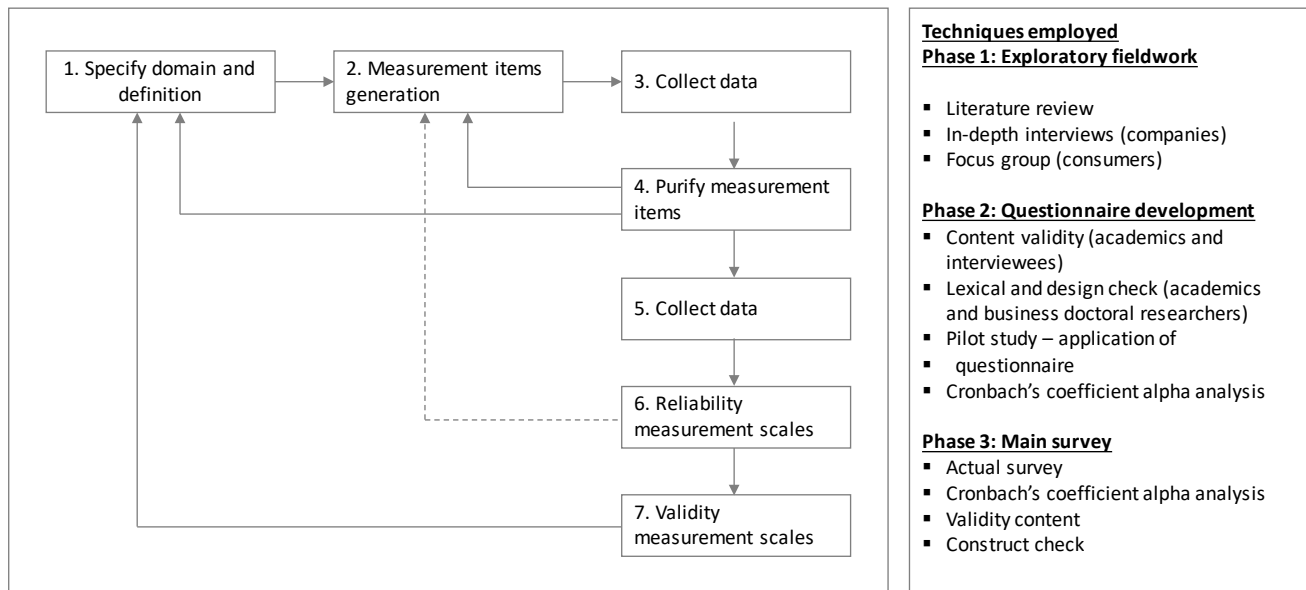 1. Specify domain and
definition
2. Measurement items
generation
3. Collect data
4. Purify measurement
items
5. Collect data
6. Reliability
measurement scales
7. Validity
measurement scales
Techniques employed
Phase 1: Exploratory fieldwork
▪ Literature review
▪ In-depth interviews (companies)
▪ Focus group (consumers)
Phase 2: Questionnaire development
▪ Content validity (academics and
interviewees)
▪ Lexical and design check (academics
and business doctoral researchers)
▪ Pilot study – application of
▪ questionnaire
▪ Cronbach's coefficient alpha analysis
Phase 3: Main survey
▪ Actual survey
▪ Cronbach's coefficient alpha analysis
▪ Validity content
▪ Construct check